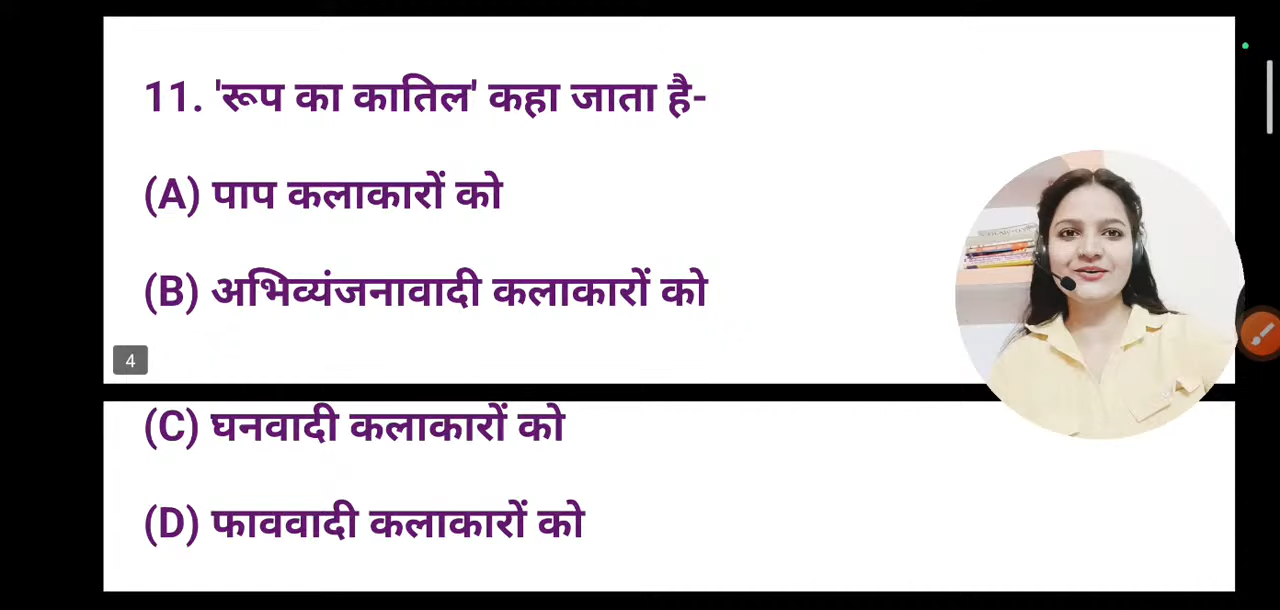 11. 'रूप का कातिल' कहा जाता है-
(A) पाप कलाकारों को
(B) अभिव्यंजनावादी कलाकारों को
4
(C) घनवादी कलाकारों को
(D) फाववादी कलाकारों को